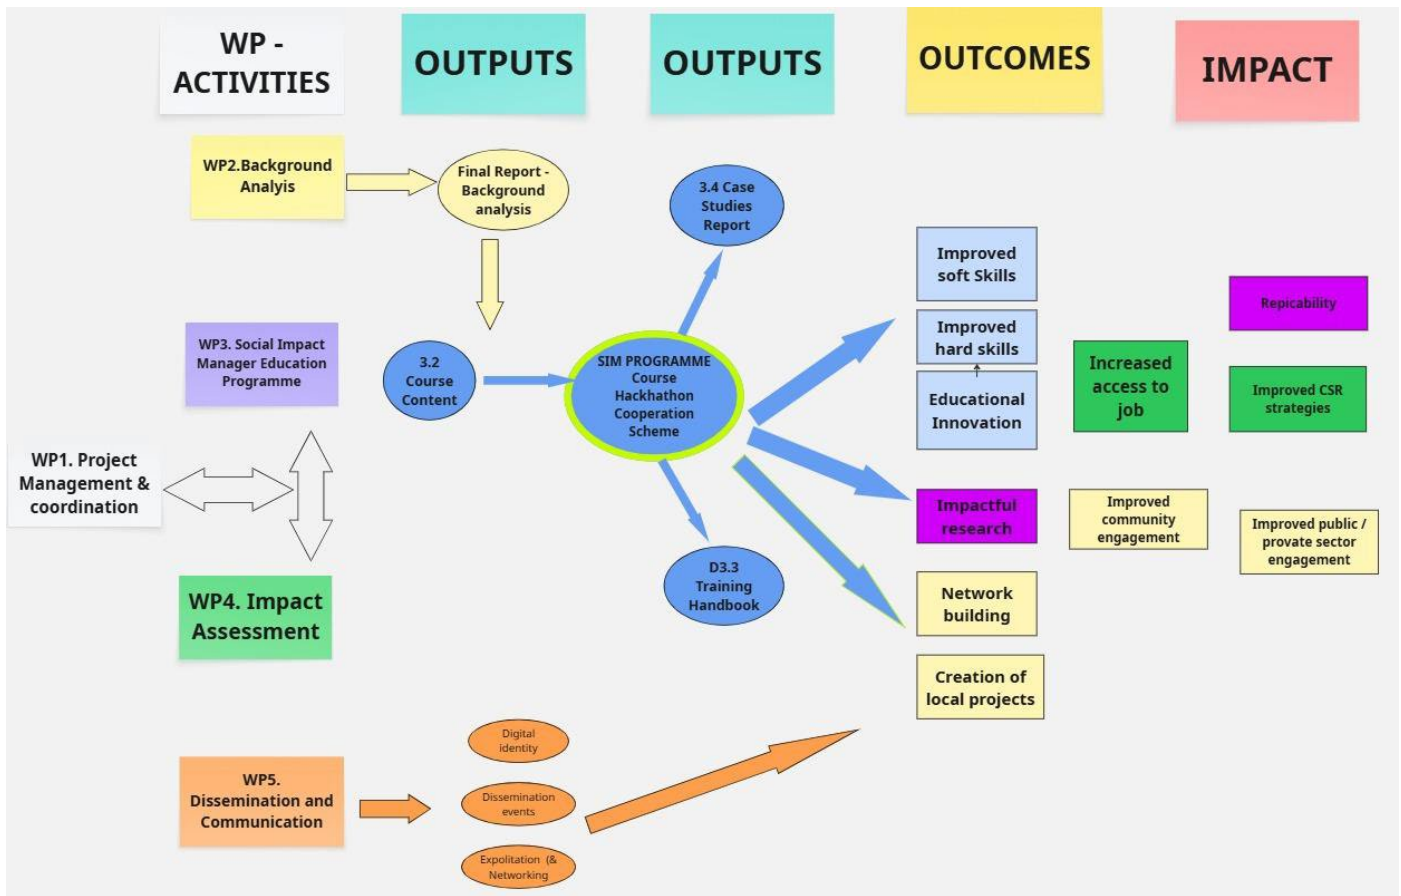 WP -
ACTIVITIES
OUTPUTS
OUTPUTS
OUTCOMES
IMPACT
WP2.Background
Analyis
Final Report -
Background
analysis
3.4 Case
Studies
Report
Improved
soft Skills
Repicability
WP3. Social Impact
Manager Education
Programme
3.2
Course
Content
SIM PROGRAMME
Course
Hackhathon
Cooperation
Scheme
Improved
hard skills
Educational
Innovation
Increased
access to
job
Improved CSR
strategies
WP1. Project
Management &
coordination
Impactful
research
Improved
community
engagement
Improved public /
provate sector
engagement
WP4. Impact
Assessment
D3.3
Training
Handbook
Network
building
Creation of
local projects
WP5.
Dissemination and
Communication
Digital
identity
Dissemination
events
Expolitation (&
Networking